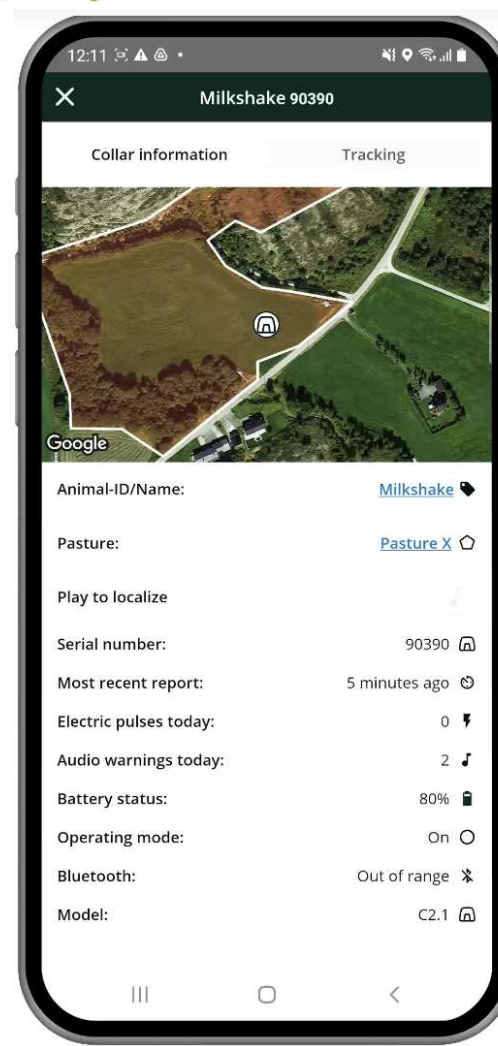 12:11
Milkshake 90390
Collar information
Tracking
Google
Animal-ID/Name: Milkshake
Pasture: Pasture X
Play to localize
Serial number: 90390
Most recent report: 5 minutes ago
Electric pulses today: 0
Audio warnings today: 2
Battery status: 80%
Operating mode: On
Bluetooth: Out of range
Model: C2.1